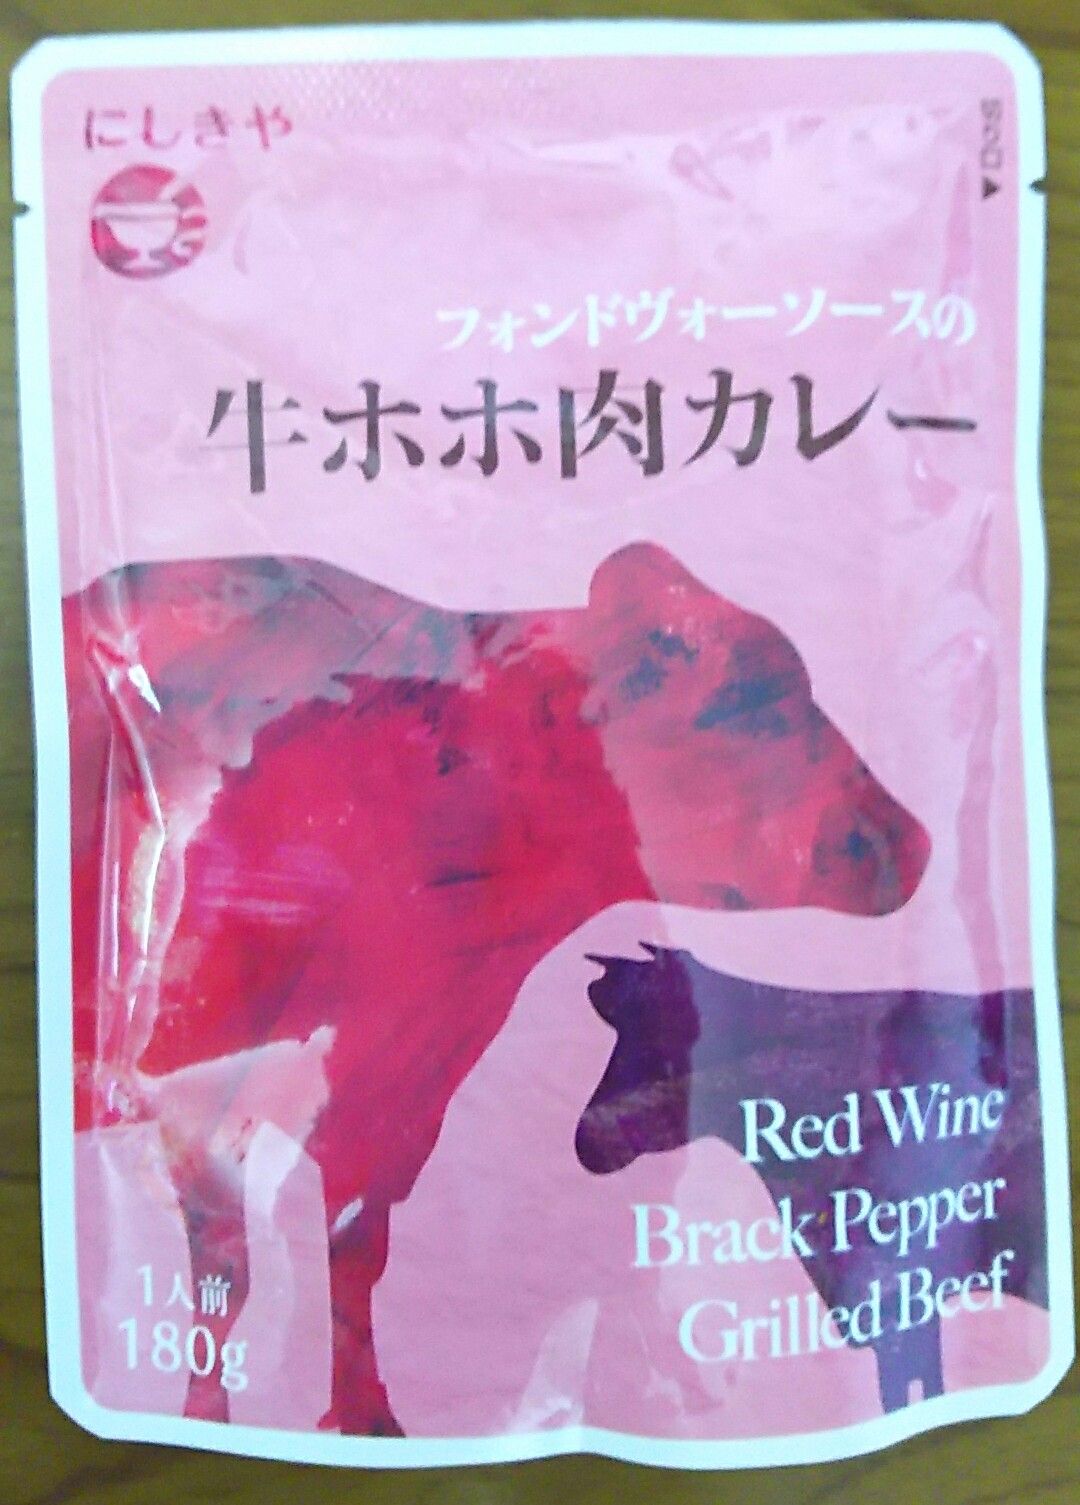 にしきや
フォンドヴォーソースの
牛ホホ肉カレー
Red Wine
Brack Pepper
Grilled Beef
1人前
180g